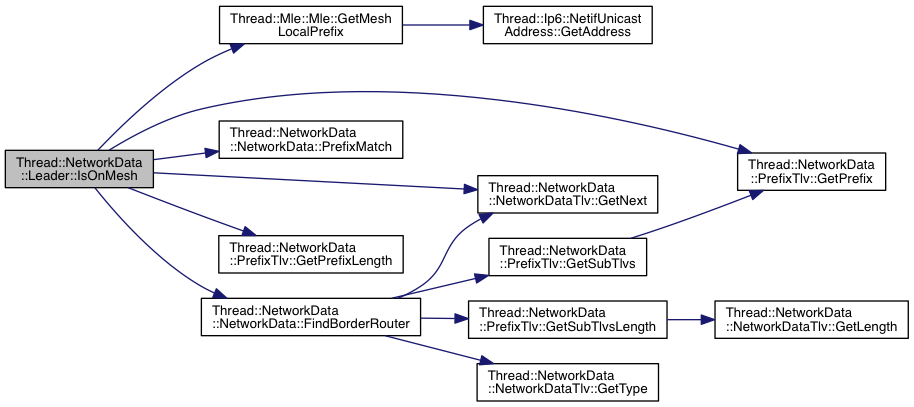 Thread::Mle::Mle::GetMesh
LocalPrefix
Thread::Ip6::NetifUnicast
Address::GetAddress
Thread::NetworkData
::NetworkData::PrefixMatch
Thread::NetworkData
::Leader::IsOnMesh
Thread::NetworkData
::PrefixTlv::GetPrefix
Thread::NetworkData
::NetworkDataTlv::GetNext
Thread::NetworkData
::PrefixTlv::GetPrefixLength
Thread::NetworkData
::PrefixTlv::GetSubTlvs
Thread::NetworkData
::NetworkData::FindBorderRouter
Thread::NetworkData
::PrefixTlv::GetSubTlvsLength
Thread::NetworkData
::NetworkDataTlv::GetLength
Thread::NetworkData
::NetworkDataTlv::GetType